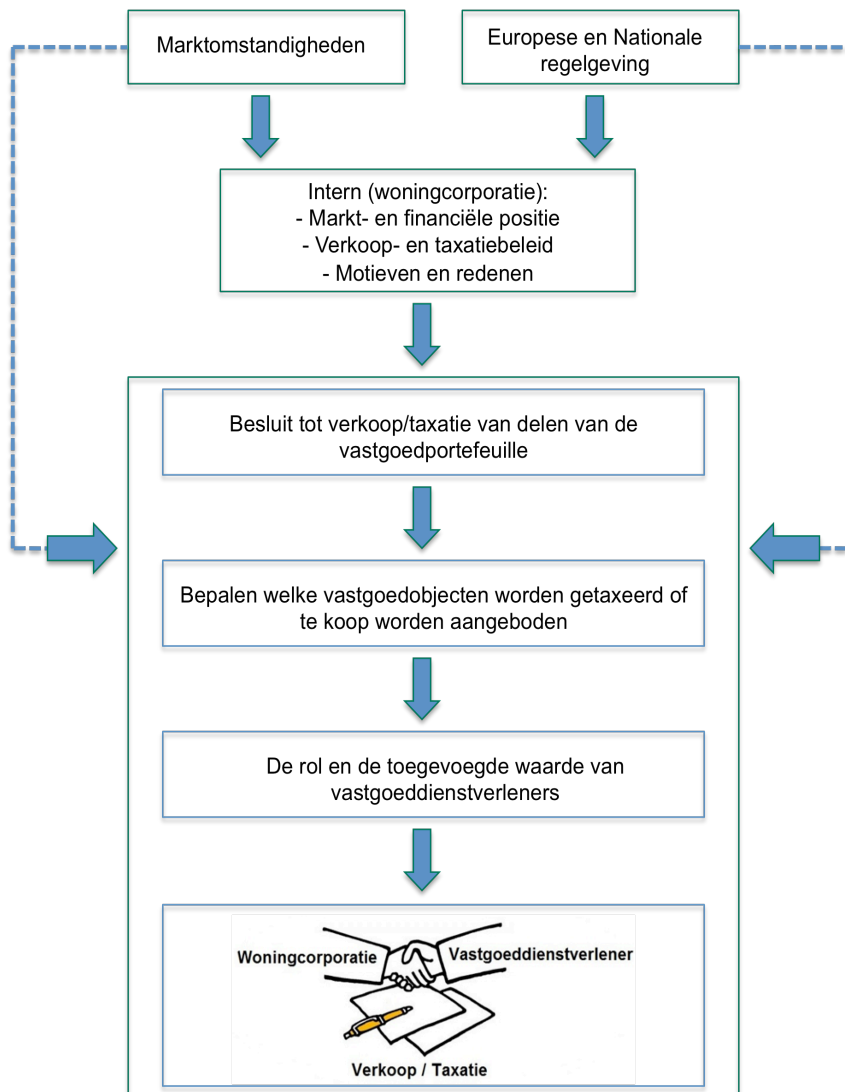 Marktomstandigheden
Europese en Nationale
regelgeving
Intern (woningcorporatie):
- Markt- en financiële positie
- Verkoop- en taxatiebeleid
- Motieven en redenen
Besluit tot verkoop/taxatie van delen van de
vastgoedportefeuille
Bepalen welke vastgoedobjecten worden getaxeerd of
te koop worden aangeboden
De rol en de toegevoegde waarde van
vastgoeddienstverleners
Woningcorporatie
Vastgoeddienstverlener
Verkoop / Taxatie